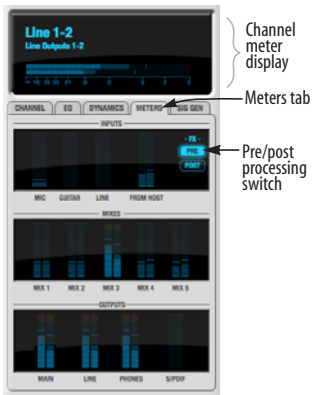 Line 1-2
Line Outputs 1-2
Channel
meter
display
CHANNEL EQ DYNAMICS METERS SIG GEN
Meters tab
INPUTS
- FX -
PRE
POST
Pre/post
processing
switch
MIC GUITAR LINE FROM HOST
MIXES
MIX 1 MIX 2 MIX 3 MIX 4 MIX 5
OUTPUTS
MAIN LINE PHONES S/PDIF